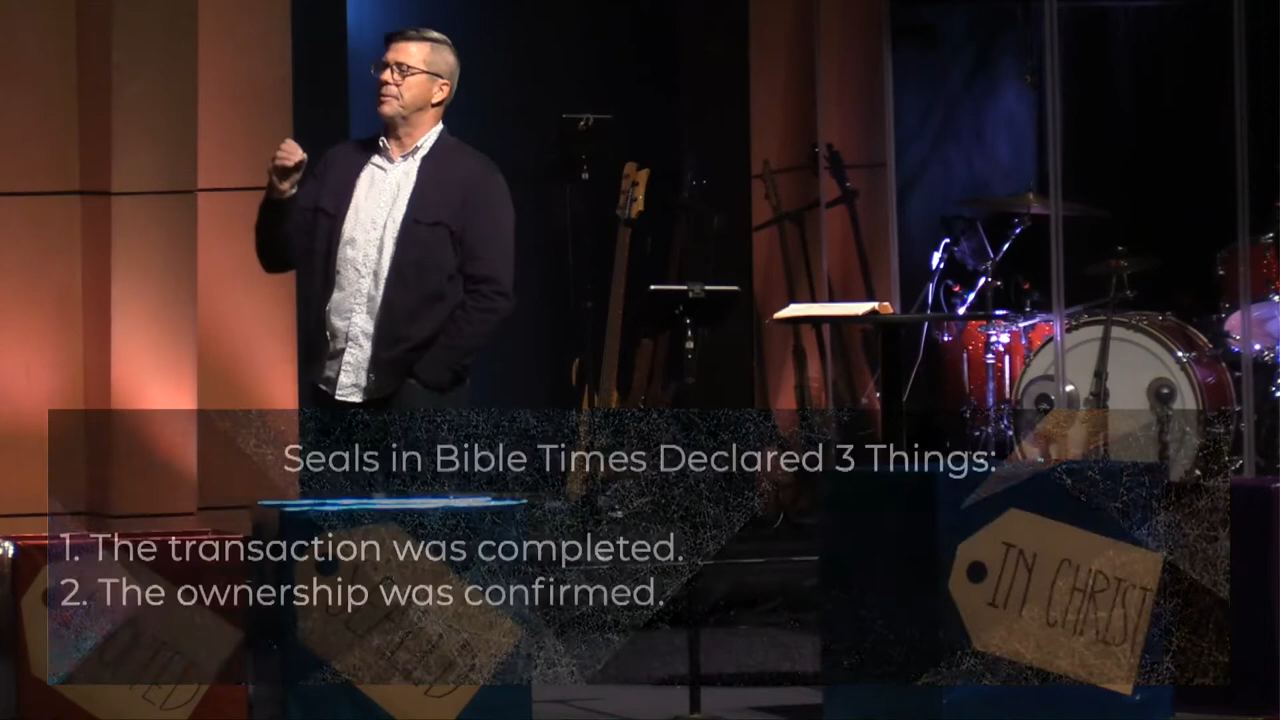 Seals in Bible Times Declared 3 Things:
1. The transaction was completed.
2. The ownership was confirmed.
IN CHRIST